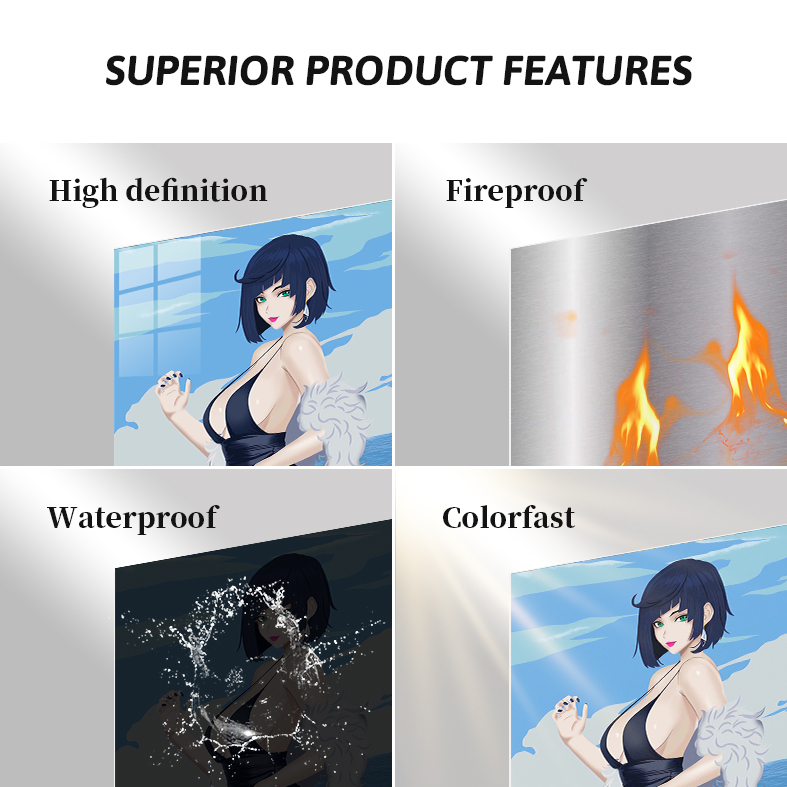 SUPERIOR PRODUCT FEATURES
High definition
Fireproof
Waterproof
Colorfast